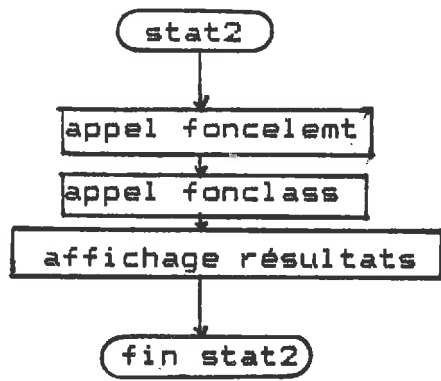 stat2
appel foncelemt
appel fonclass
affichage résultats
fin stat2